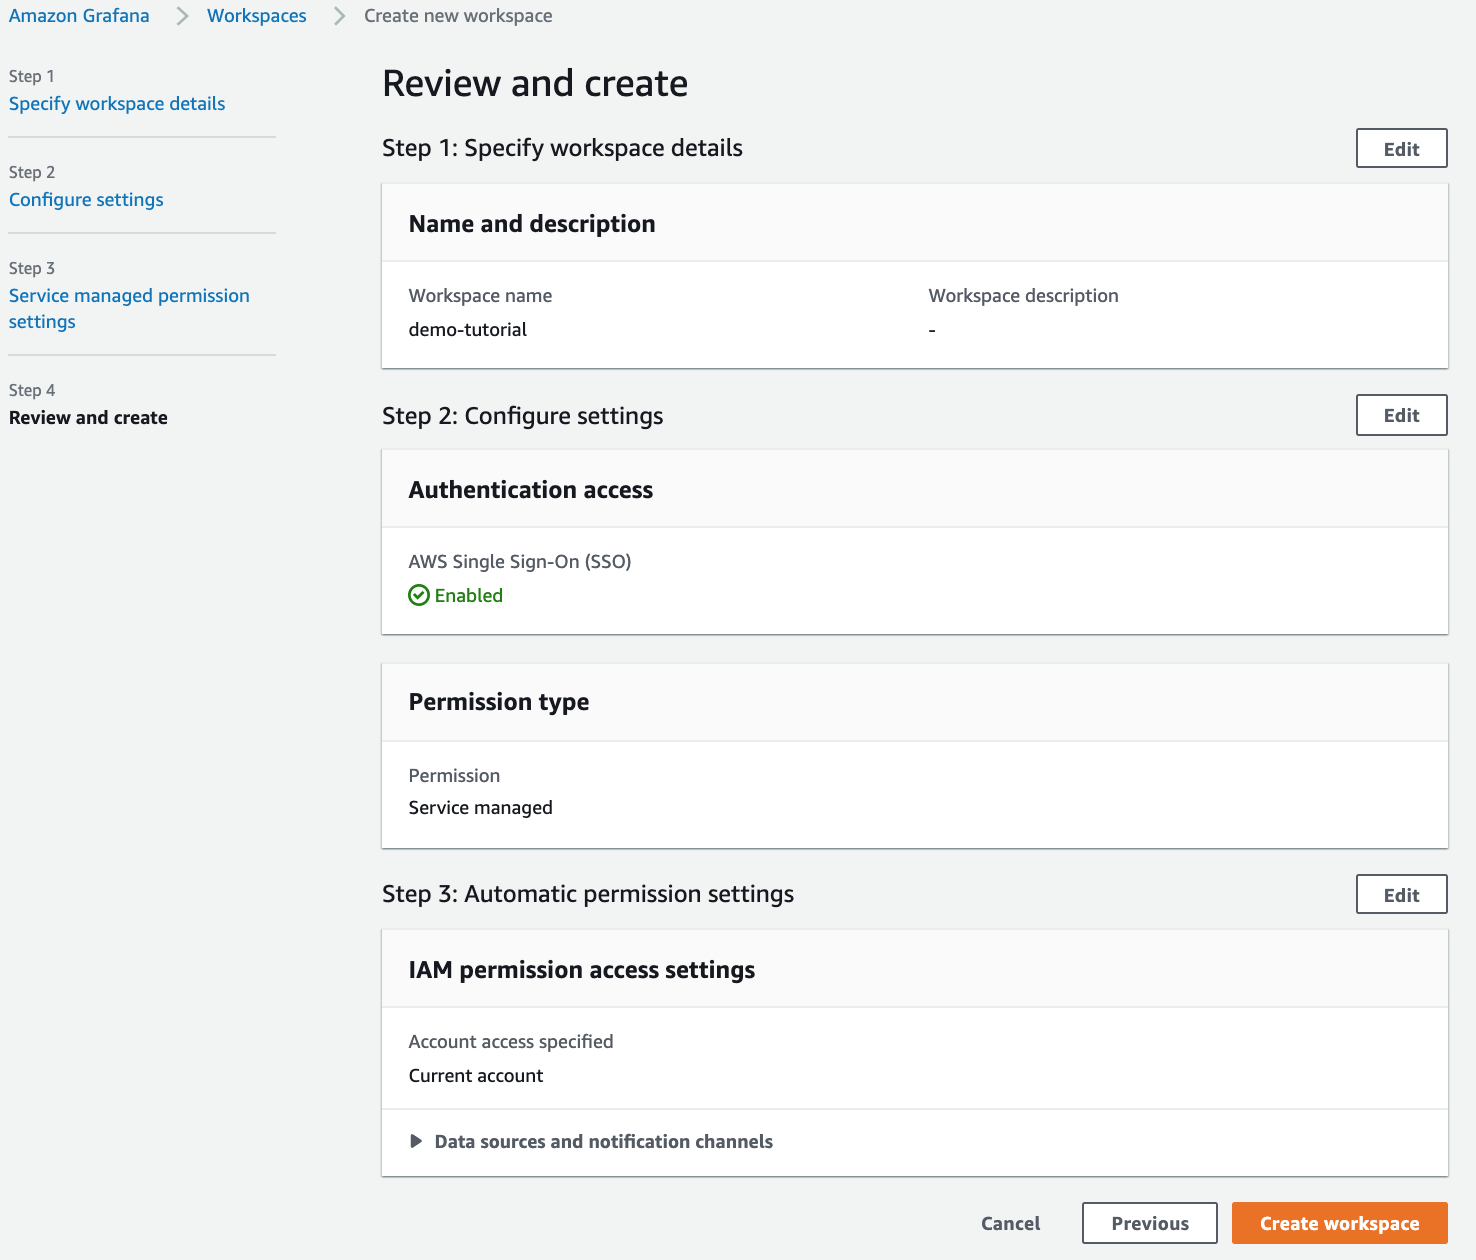 Amazon Grafana
Workspaces
Create new workspace
Step 1
Specify workspace details
Step 2
Configure settings
Step 3
Service managed permission
settings
Step 4
Review and create
Review and create
Step 1: Specify workspace details
Edit
Name and description
Workspace name
Workspace description
demo-tutorial
-
Step 2: Configure settings
Edit
Authentication access
AWS Single Sign-On (SSO)
Enabled
Permission type
Permission
Service managed
Step 3: Automatic permission settings
Edit
IAM permission access settings
Account access specified
Current account
Data sources and notification channels
Cancel
Previous
Create workspace